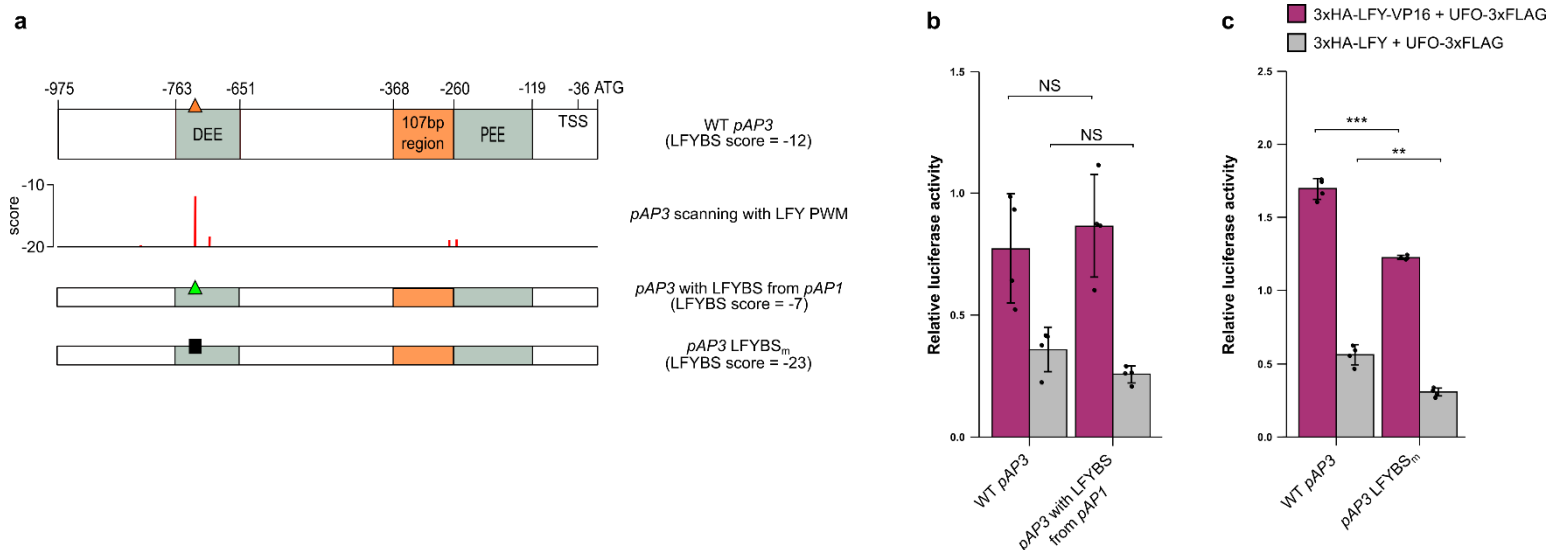 a
-975
-763
-651
-368
-260
-119
-36 ATG
DEE
107bp
region
PEE
TSS
WT pAP3
(LFYBS score = -12)
score
-10
-20
pAP3 scanning with LFY PWM
pAP3 with LFYBS from pAP1
(LFYBS score = -7)
pAP3 LFYBSm
(LFYBS score = -23)
b
Relative luciferase activity
1.5
1.0
0.5
0.0
NS
NS
WT pAP3
pAP3 with LFYBS
from pAP1
c
3xHA-LFY-VP16 + UFO-3xFLAG
3xHA-LFY + UFO-3xFLAG
Relative luciferase activity
2.5
2.0
1.5
1.0
0.5
0.0
***
**
WT pAP3
pAP3 LFYBSm